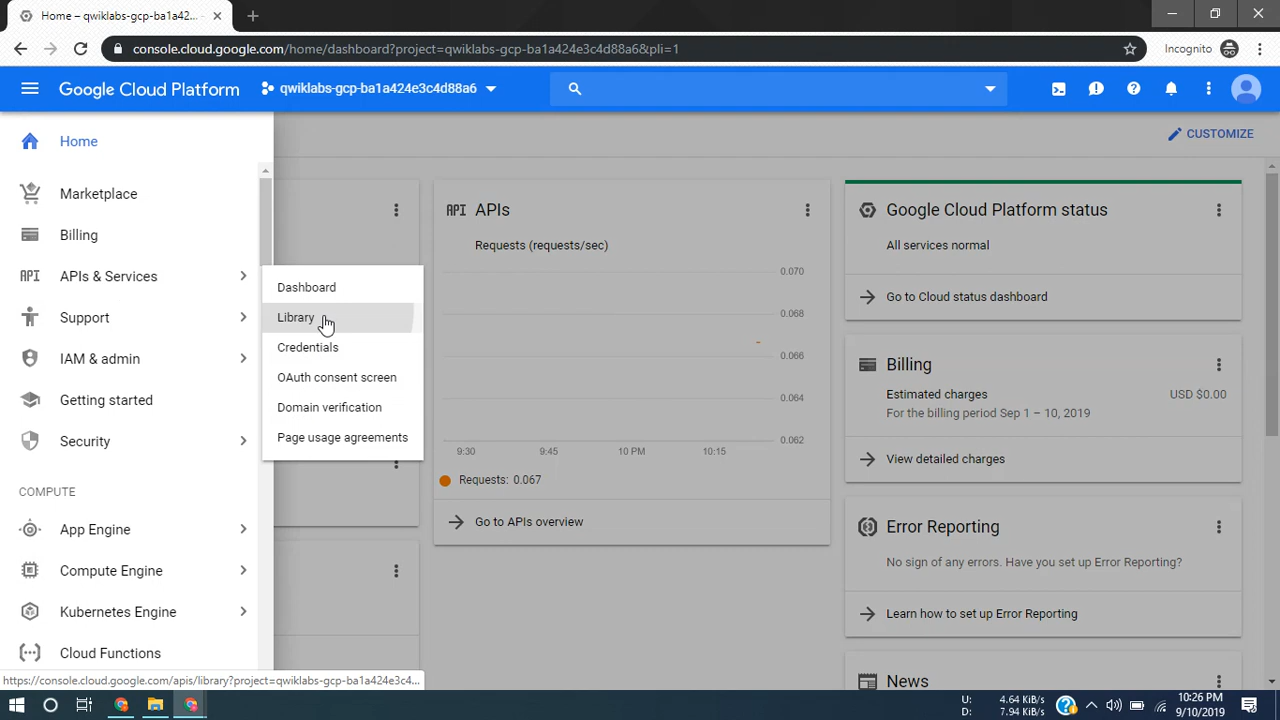 Home – qwiklabs-gcp-ba1a42...
console.cloud.google.com/home/dashboard?project=qwiklabs-gcp-ba1a424e3c4d88a6&pli=1
Incognito
Google Cloud Platform
qwiklabs-gcp-ba1a424e3c4d88a6
Home
CUSTOMIZE
Marketplace
Billing
API APIs & Services
Support
IAM & admin
Getting started
Security
COMPUTE
App Engine
Compute Engine
Kubernetes Engine
Cloud Functions
Dashboard
Library
Credentials
OAuth consent screen
Domain verification
Page usage agreements
API APIs
Requests (requests/sec)
0.070
0.068
0.066
0.064
0.062
9:30 9:45 10 PM 10:15
Requests: 0.067
Go to APIs overview
Google Cloud Platform status
All services normal
Go to Cloud status dashboard
Billing
Estimated charges USD $0.00
For the billing period Sep 1 – 10, 2019
View detailed charges
Error Reporting
No sign of any errors. Have you set up Error Reporting?
Learn how to set up Error Reporting
News
https://console.cloud.google.com/apis/library?project=qwiklabs-gcp-ba1a424e3c4...
U: 4.64 KiB/s
D: 7.94 KiB/s
10:26 PM
9/10/2019